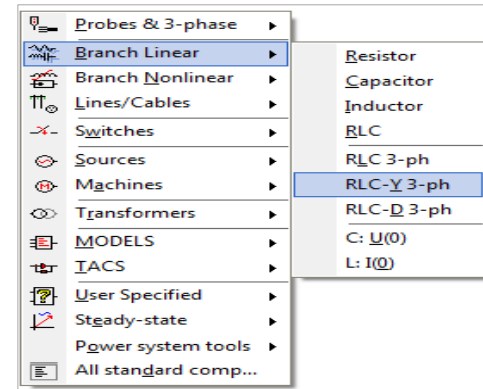 Probes & 3-phase
Branch Linear
Branch Nonlinear
Lines/Cables
Switches
Sources
Machines
Transformers
MODELS
TACS
User Specified
Steady-state
Power system tools
All standard comp...
Resistor
Capacitor
Inductor
RLC
RLC 3-ph
RLC-Y 3-ph
RLC-D 3-ph
C: U(0)
L: I(0)